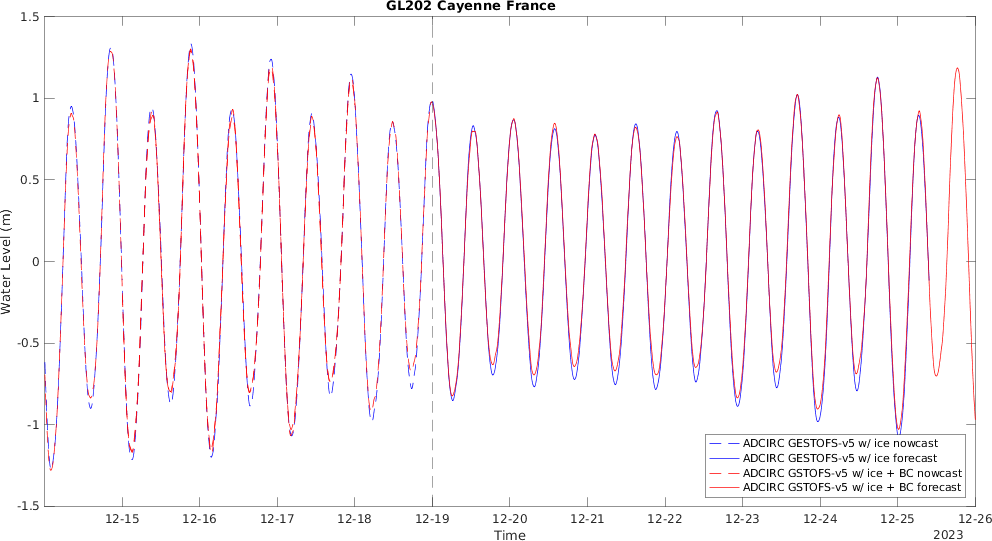 GL202 Cayenne France
1.5
1
0.5
0
-0.5
-1
-1.5
Water Level (m)
ADCIRC GESTOFS-v5 w/ ice nowcast
ADCIRC GESTOFS-v5 w/ ice forecast
ADCIRC GSTOFS-v5 w/ ice + BC nowcast
ADCIRC GSTOFS-v5 w/ ice + BC forecast
12-15 12-16 12-17 12-18 12-19 12-20 12-21 12-22 12-23 12-24 12-25 12-26
Time
2023